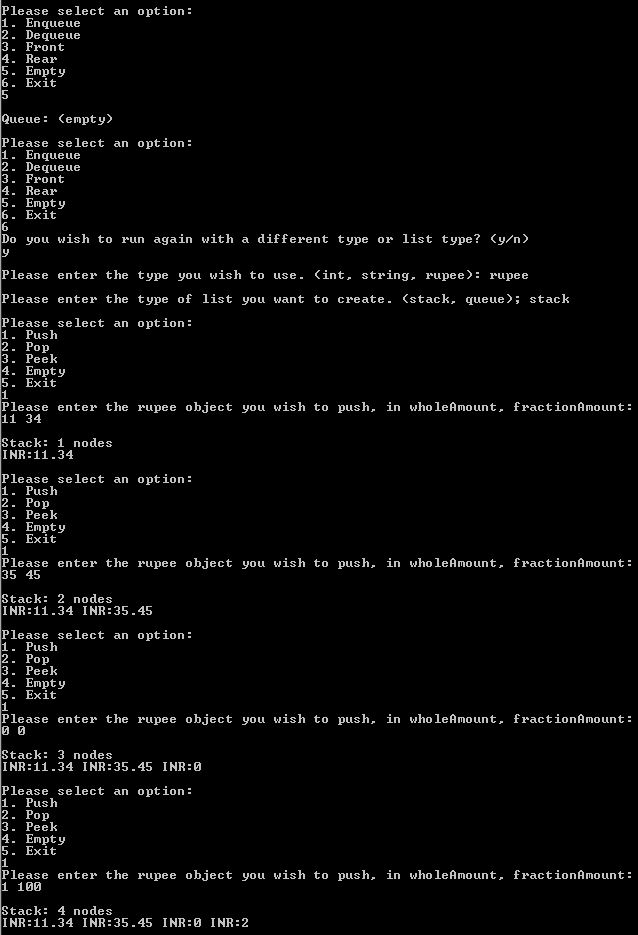 Please select an option:
1. Enqueue
2. Dequeue
3. Front
4. Rear
5. Empty
6. Exit
5
Queue: (empty)
Please select an option:
1. Enqueue
2. Dequeue
3. Front
4. Rear
5. Empty
6. Exit
6
Do you wish to run again with a different type or list type? (y/n)
y
Please enter the type you wish to use. (int, string, rupee): rupee
Please enter the type of list you want to create. (stack, queue); stack
Please select an option:
1. Push
2. Pop
3. Peek
4. Empty
5. Exit
1
Please enter the rupee object you wish to push, in wholeAmount, fractionAmount:
11 34
Stack: 1 nodes
INR:11.34
Please select an option:
1. Push
2. Pop
3. Peek
4. Empty
5. Exit
1
Please enter the rupee object you wish to push, in wholeAmount, fractionAmount:
35 45
Stack: 2 nodes
INR:11.34 INR:35.45
Please select an option:
1. Push
2. Pop
3. Peek
4. Empty
5. Exit
1
Please enter the rupee object you wish to push, in wholeAmount, fractionAmount:
0 0
Stack: 3 nodes
INR:11.34 INR:35.45 INR:0
Please select an option:
1. Push
2. Pop
3. Peek
4. Empty
5. Exit
1
Please enter the rupee object you wish to push, in wholeAmount, fractionAmount:
1 100
Stack: 4 nodes
INR:11.34 INR:35.45 INR:0 INR:2